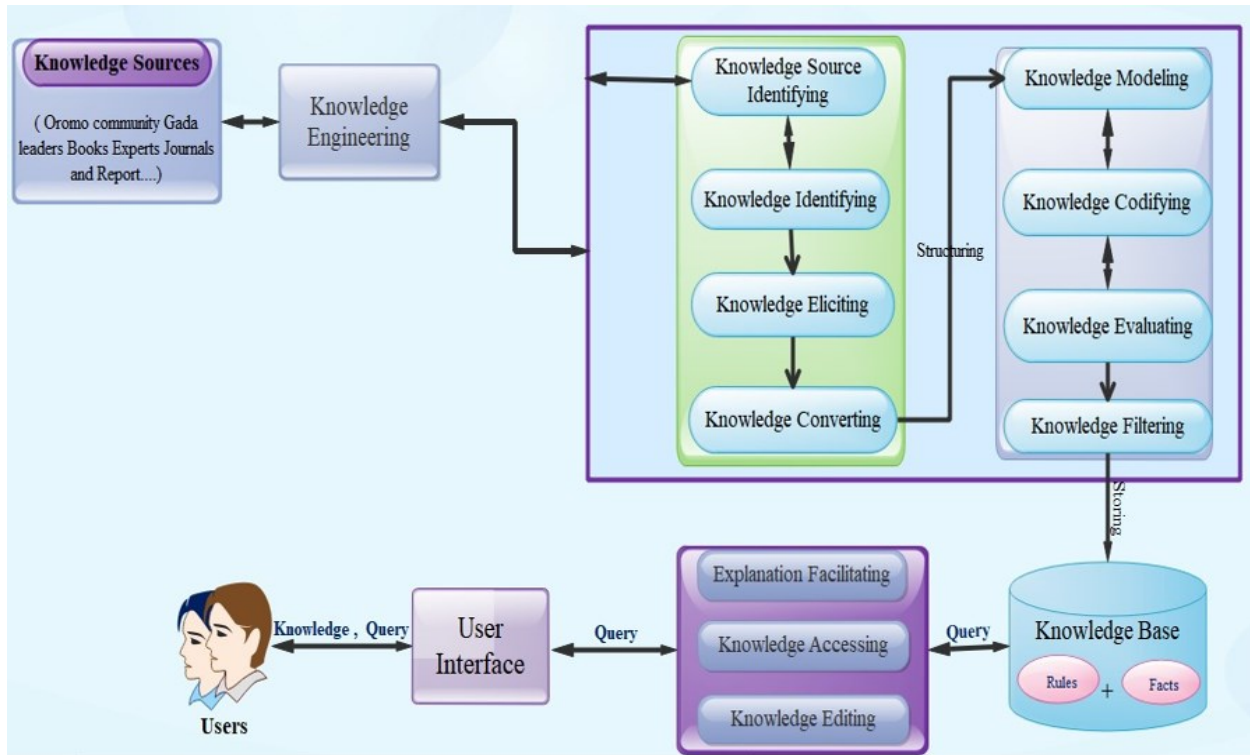 Knowledge Sources
( Oromo community Gada
leaders Books Experts Journals
and Report....)
Knowledge
Engineering
Knowledge Source
Identifying
Knowledge Identifying
Knowledge Eliciting
Knowledge Converting
Structuring
Knowledge Modeling
Knowledge Codifying
Knowledge Evaluating
Knowledge Filtering
Storing
Users
Knowledge , Query
User
Interface
Query
Explanation Facilitating
Knowledge Accessing
Knowledge Editing
Query
Knowledge Base
Rules + Facts